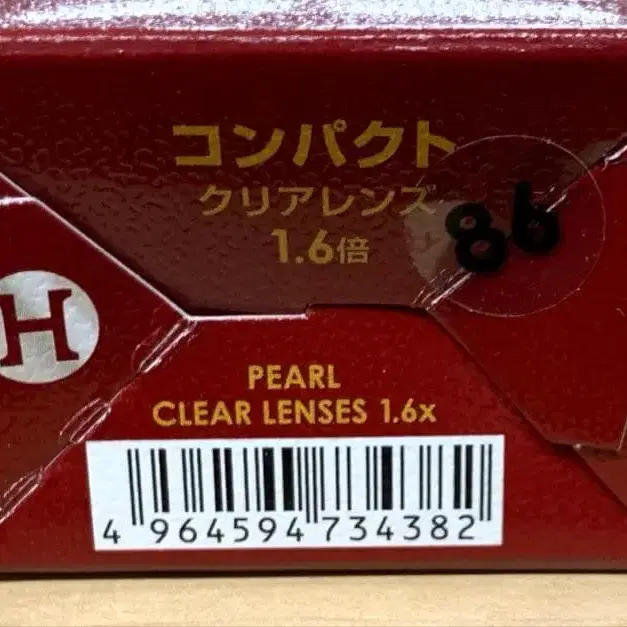 コンパクト
クリアレンズ
1.6倍
86
H
PEARL
CLEAR LENSES 1.6x
4 964594 734382